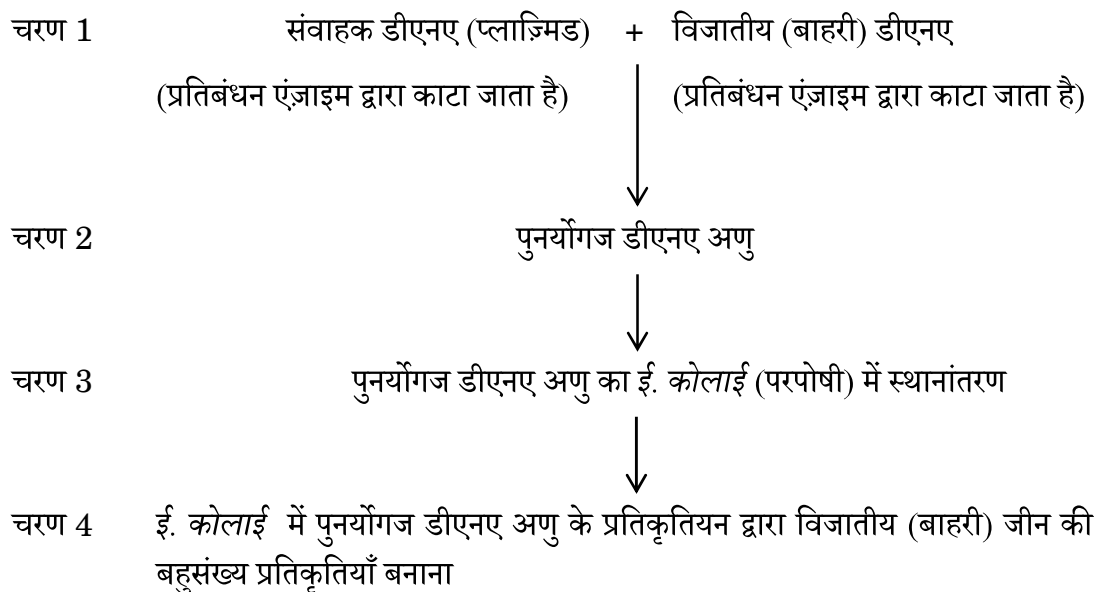 चरण 1 संवाहक डीएनए (प्लाज़्मिड) + विजातीय (बाहरी) डीएनए
(प्रतिबंधन एंज़ाइम द्वारा काटा जाता है) (प्रतिबंधन एंज़ाइम द्वारा काटा जाता है)
चरण 2 पुनर्योगज डीएनए अणु
चरण 3 पुनर्योगज डीएनए अणु का ई. कोलाई (परपोषी) में स्थानांतरण
चरण 4 ई. कोलाई में पुनर्योगज डीएनए अणु के प्रतिकृतियन द्वारा विजातीय (बाहरी) जीन की
बहुसंख्य प्रतिकृतियाँ बनाना